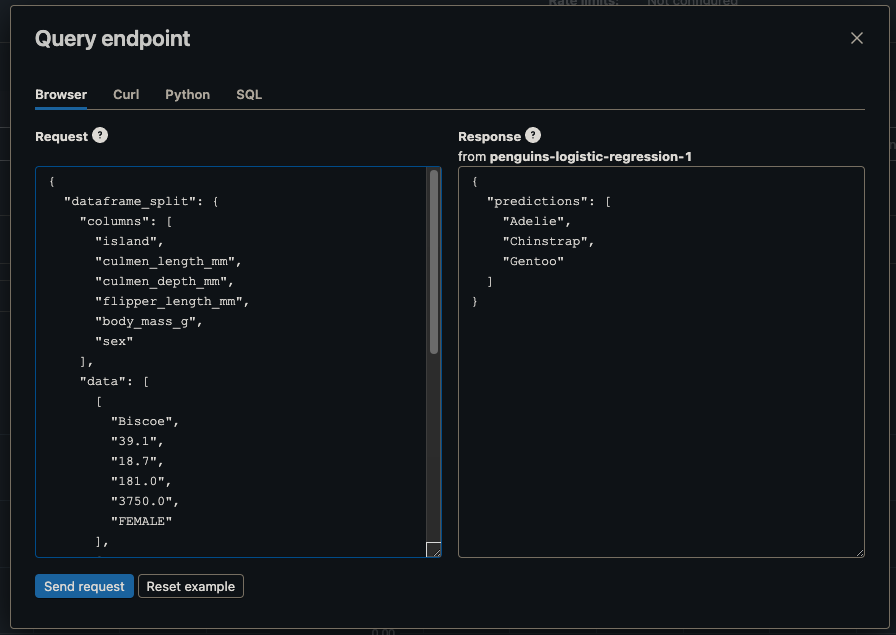 Rate limits: Not configured
Query endpoint
Browser Curl Python SQL
Request ?
Response ?
from penguins-logistic-regression-1
{
"dataframe_split": {
"columns": [
"island",
"culmen_length_mm",
"culmen_depth_mm",
"flipper_length_mm",
"body_mass_g",
"sex"
],
"data": [
[
"Biscoe",
"39.1",
"18.7",
"181.0",
"3750.0",
"FEMALE"
],
{
"predictions": [
"Adelie",
"Chinstrap",
"Gentoo"
]
}
Send request Reset example
0.00